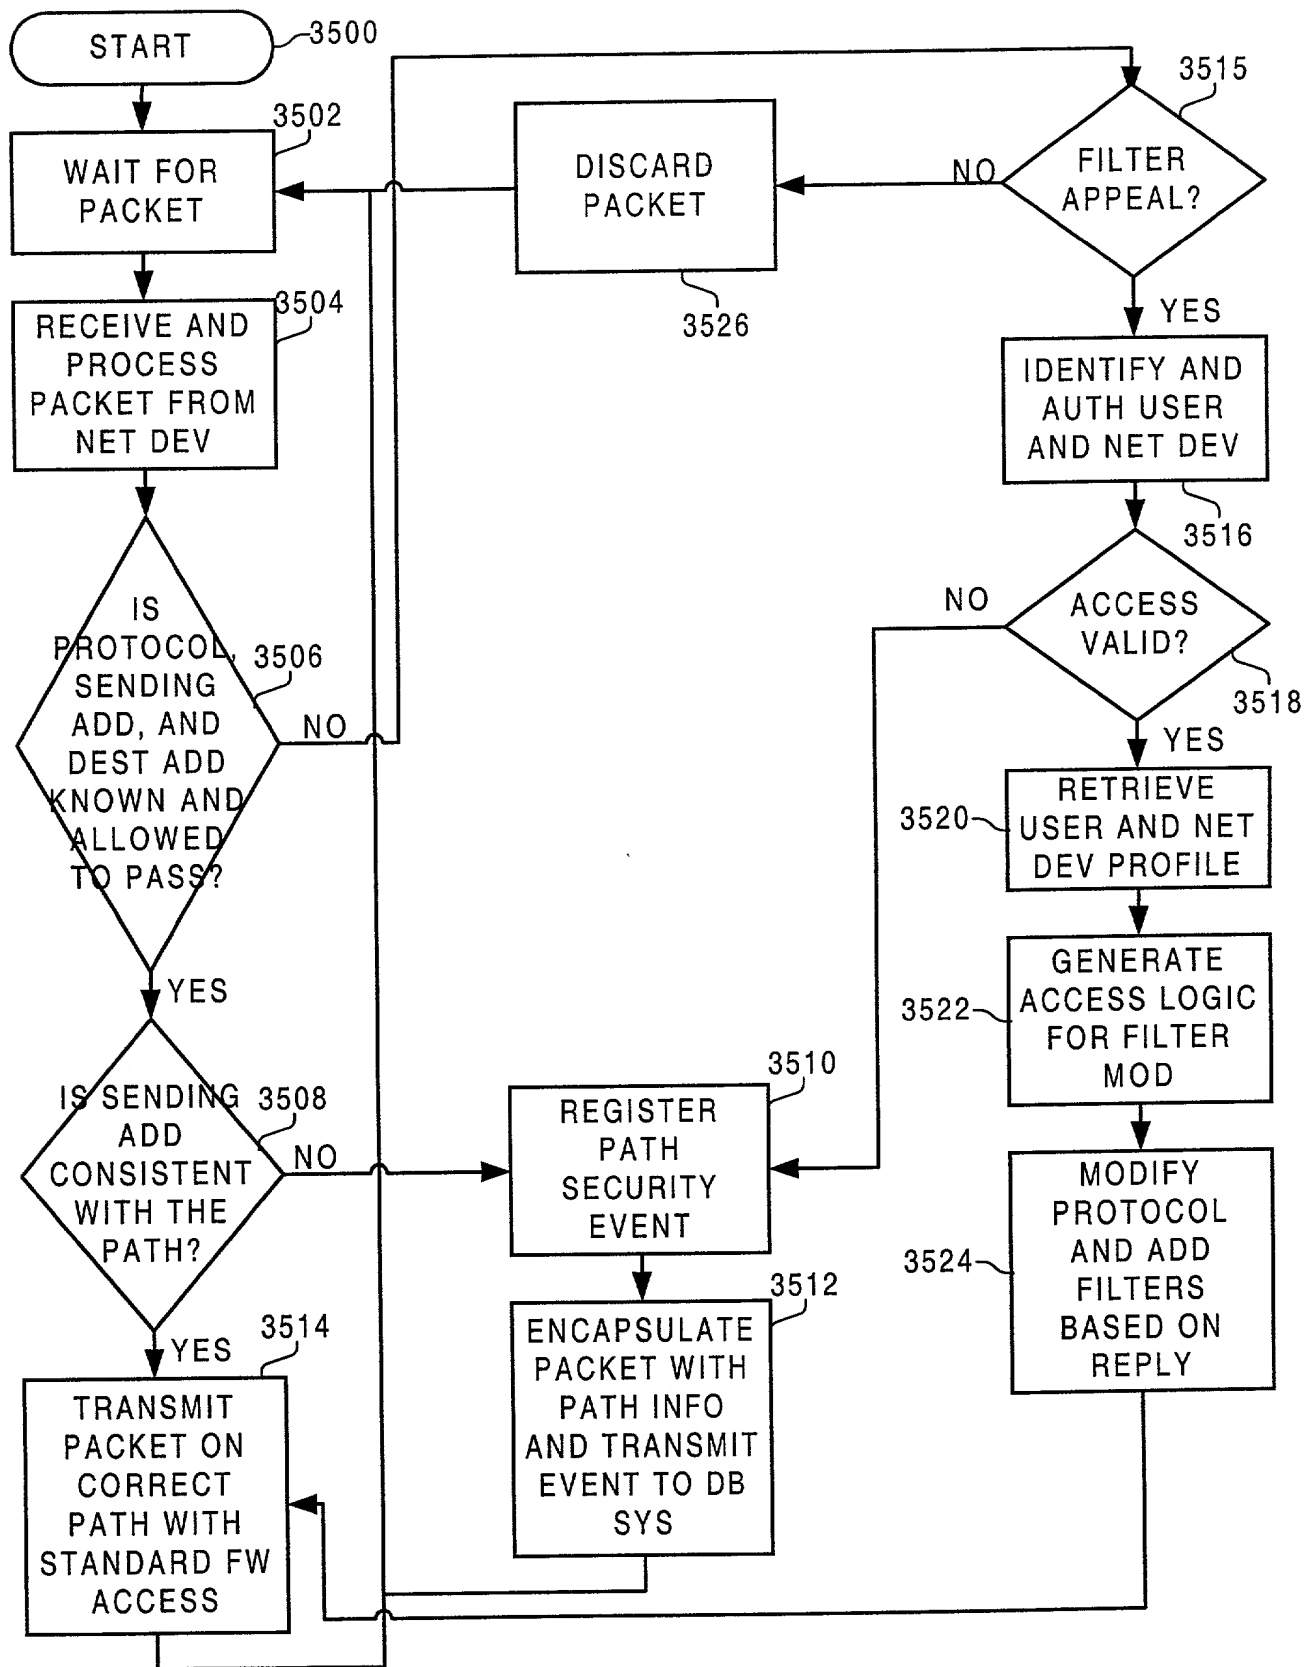 START
3500
3502
WAIT FOR
PACKET
3504
RECEIVE AND
PROCESS
PACKET FROM
NET DEV
IS
PROTOCOL,
SENDING
ADD, AND
DEST ADD
KNOWN AND
ALLOWED
TO PASS?
3506
NO
YES
IS SENDING
ADD
CONSISTENT
WITH THE
PATH?
3508
NO
YES
3514
TRANSMIT
PACKET ON
CORRECT
PATH WITH
STANDARD FW
ACCESS
DISCARD
PACKET
3526
3510
REGISTER
PATH
SECURITY
EVENT
3512
ENCAPSULATE
PACKET WITH
PATH INFO
AND TRANSMIT
EVENT TO DB
SYS
3515
FILTER
APPEAL?
NO
YES
IDENTIFY AND
AUTH USER
AND NET DEV
3516
ACCESS
VALID?
NO
3518
YES
3520
RETRIEVE
USER AND NET
DEV PROFILE
3522
GENERATE
ACCESS LOGIC
FOR FILTER
MOD
3524
MODIFY
PROTOCOL
AND ADD
FILTERS
BASED ON
REPLY